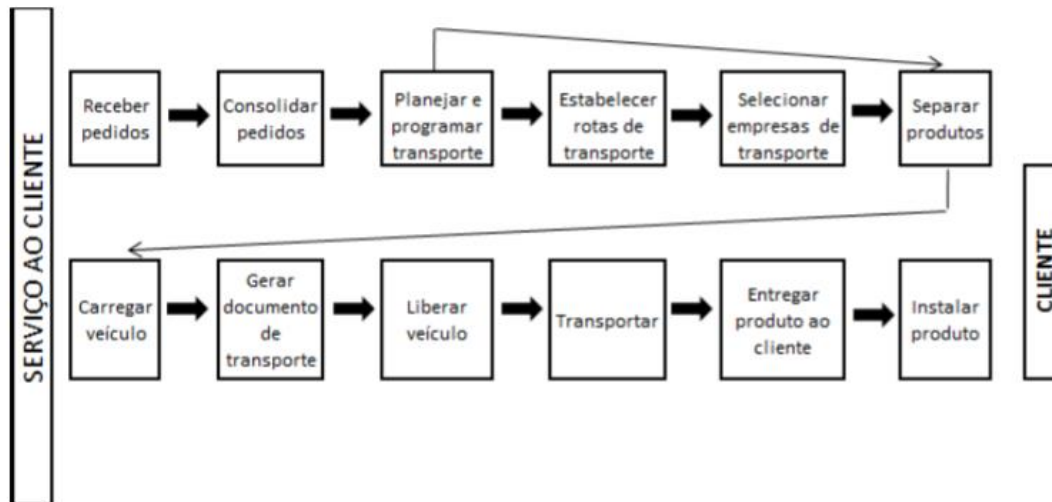 SERVIÇO AO CLIENTE
Receber
pedidos
Consolidar
pedidos
Planejar e
programar
transporte
Estabelecer
rotas de
transporte
Selecionar
empresas de
transporte
Separar
produtos
Carregar
veículo
Gerar
documento
de
transporte
Liberar
veículo
Transportar
Entregar
produto ao
cliente
Instalar
produto
CLIENTE